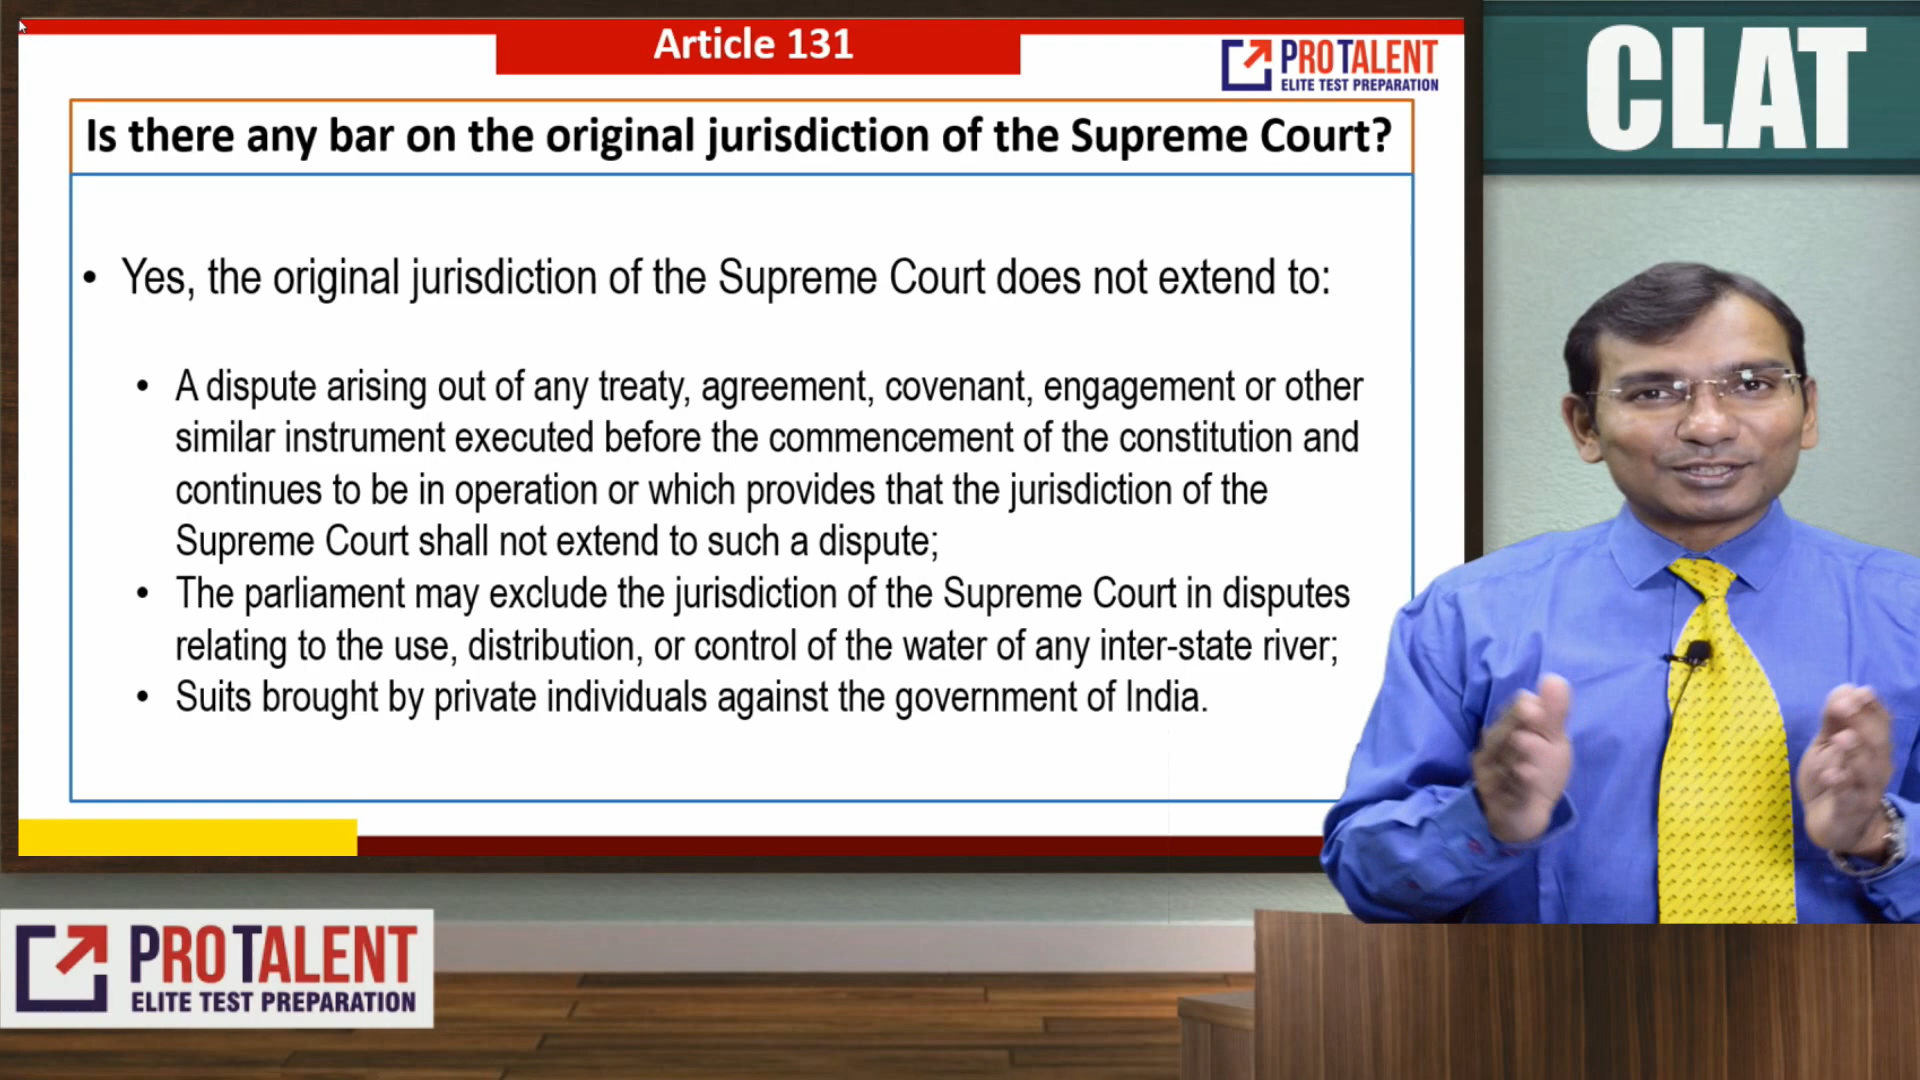 Article 131
PROTALENT
ELITE TEST PREPARATION
CLAT
Is there any bar on the original jurisdiction of the Supreme Court?
• Yes, the original jurisdiction of the Supreme Court does not extend to:
• A dispute arising out of any treaty, agreement, covenant, engagement or other
similar instrument executed before the commencement of the constitution and
continues to be in operation or which provides that the jurisdiction of the
Supreme Court shall not extend to such a dispute;
• The parliament may exclude the jurisdiction of the Supreme Court in disputes
relating to the use, distribution, or control of the water of any inter-state river;
• Suits brought by private individuals against the government of India.
PROTALENT
ELITE TEST PREPARATION